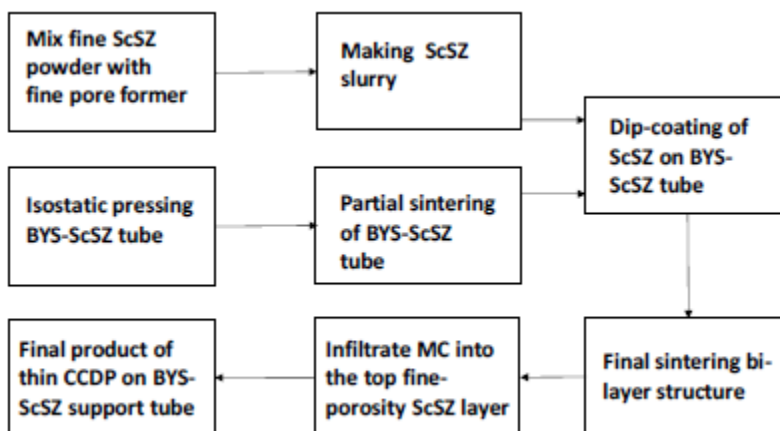 Mix fine ScSZ
powder with
fine pore former
Making ScSZ
slurry
Dip-coating of
ScSZ on BYS-
ScSZ tube
Isostatic pressing
BYS-ScSZ tube
Partial sintering
of BYS-ScSZ
tube
Final product of
thin CCDP on BYS-
ScSZ support tube
Infiltrate MC into
the top fine-
porosity ScSZ layer
Final sintering bi-
layer structure